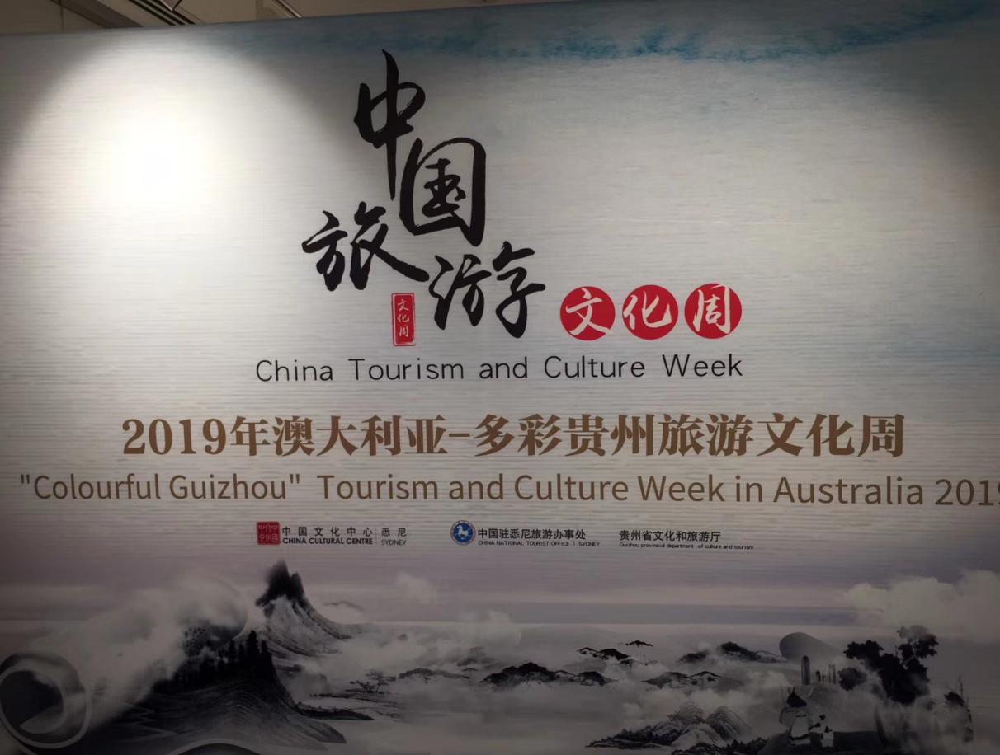 中国
旅游
文化周
文化周
China Tourism and Culture Week
2019年澳大利亚-多彩贵州旅游文化周
"Colourful Guizhou" Tourism and Culture Week in Australia 2019
中国文化中心 悉尼
CHINA CULTURAL CENTRE SYDNEY
中国驻悉尼旅游办事处
CHINA NATIONAL TOURIST OFFICE : SYDNEY
贵州省文化和旅游厅
Guizhou provincial department of culture and tourism